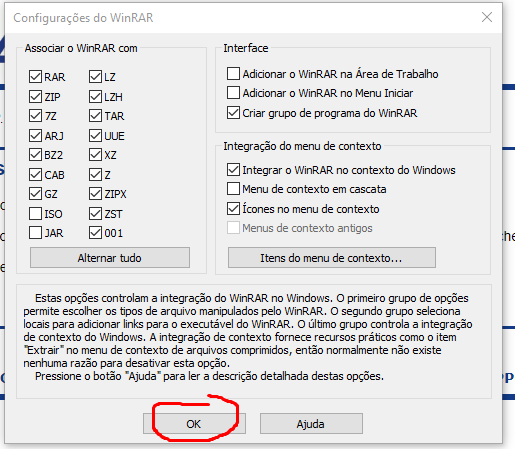 Configurações do WinRAR
Associar o WinRAR com
RAR
LZ
ZIP
LZH
7Z
TAR
ARJ
UUE
BZ2
XZ
CAB
Z
GZ
ZIPX
ISO
ZST
JAR
001
Alternar tudo
Interface
Adicionar o WinRAR na Área de Trabalho
Adicionar o WinRAR no Menu Iniciar
Criar grupo de programa do WinRAR
Integração do menu de contexto
Integrar o WinRAR no contexto do Windows
Menu de contexto em cascata
Ícones no menu de contexto
Menus de contexto antigos
Itens do menu de contexto...
Estas opções controlam a integração do WinRAR no Windows. O primeiro grupo de opções
permite escolher os tipos de arquivo manipulados pelo WinRAR. O segundo grupo seleciona
locais para adicionar links para o executável do WinRAR. O último grupo controla a integração
de contexto do Windows. A integração de contexto fornece recursos práticos como o item
"Extrair" no menu de contexto de arquivos comprimidos, então normalmente não existe
nenhuma razão para desativar esta opção.
Pressione o botão "Ajuda" para ler a descrição detalhada destas opções.
OK
Ajuda